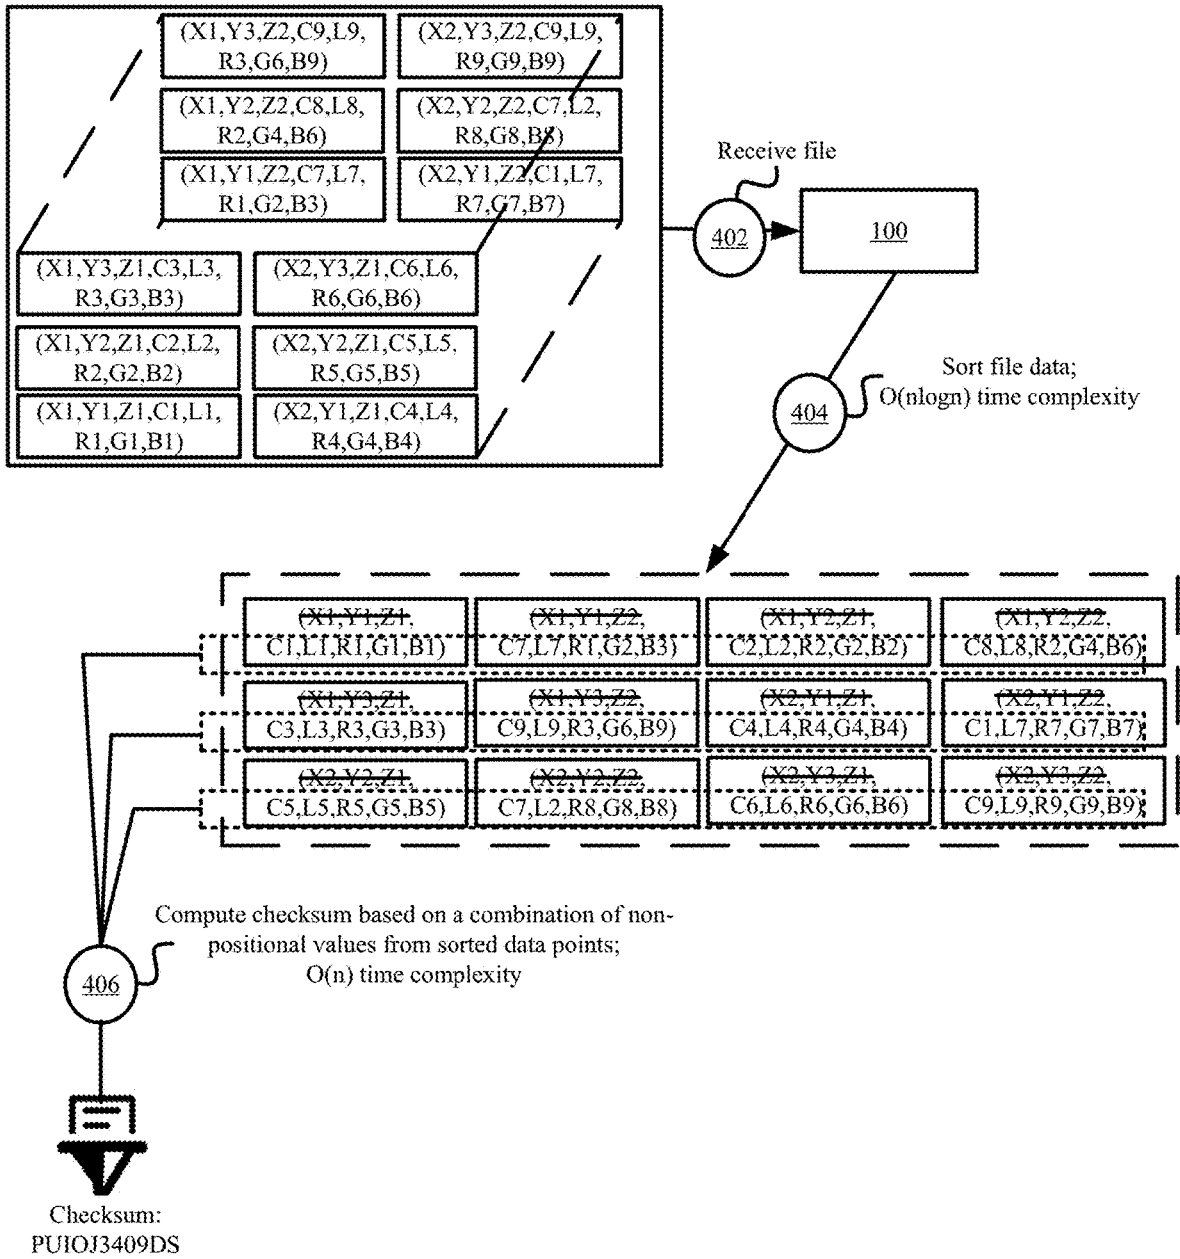 (X1,Y3,Z2,C9,L9,
R3,G6,B9)
(X2,Y3,Z2,C9,L9,
R9,G9,B9)
(X1,Y2,Z2,C8,L8,
R2,G4,B6)
(X2,Y2,Z2,C7,L2,
R8,G8,B8)
(X1,Y1,Z2,C7,L7,
R1,G2,B3)
(X2,Y1,Z2,C1,L7,
R7,G7,B7)
(X1,Y3,Z1,C3,L3,
R3,G3,B3)
(X2,Y3,Z1,C6,L6,
R6,G6,B6)
(X1,Y2,Z1,C2,L2,
R2,G2,B2)
(X2,Y2,Z1,C5,L5,
R5,G5,B5)
(X1,Y1,Z1,C1,L1,
R1,G1,B1)
(X2,Y1,Z1,C4,L4,
R4,G4,B4)
Receive file
402
100
Sort file data;
O(nlogn) time complexity
404
(X1,Y1,Z1,
C1,L1,R1,G1,B1)
(X1,Y1,Z2,
C7,L7,R1,G2,B3)
(X1,Y2,Z1,
C2,L2,R2,G2,B2)
(X1,Y2,Z2,
C8,L8,R2,G4,B6)
(X1,Y3,Z1,
C3,L3,R3,G3,B3)
(X1,Y3,Z2,
C9,L9,R3,G6,B9)
(X2,Y1,Z1,
C4,L4,R4,G4,B4)
(X2,Y1,Z2,
C1,L7,R7,G7,B7)
(X2,Y2,Z1,
C5,L5,R5,G5,B5)
(X2,Y2,Z2,
C7,L2,R8,G8,B8)
(X2,Y3,Z1,
C6,L6,R6,G6,B6)
(X2,Y3,Z2,
C9,L9,R9,G9,B9)
Compute checksum based on a combination of non-
positional values from sorted data points;
O(n) time complexity
406
Checksum:
PUIOJ3409DS